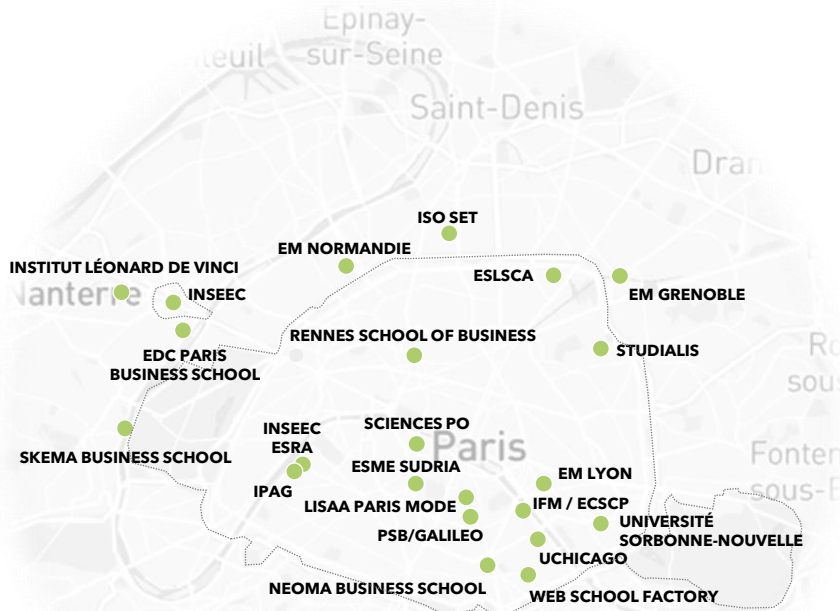 Epinay-
sur-Seine
Saint-Denis
ISO SET
EM NORMANDIE
INSTITUT LÉONARD DE VINCI
Nanterre
INSEEC
ESLSCA
EM GRENOBLE
EDC PARIS
BUSINESS SCHOOL
RENNES SCHOOL OF BUSINESS
STUDIALIS
SKEMA BUSINESS SCHOOL
INSEEC
ESRA
IPAG
SCIENCES PO
Paris
ESME SUDRIA
LISAA PARIS MODE
PSB/GALILEO
EM LYON
IFM / ECSCP
UNIVERSITÉ
SORBONNE-NOUVELLE
UCHICAGO
NEOMA BUSINESS SCHOOL
WEB SCHOOL FACTORY